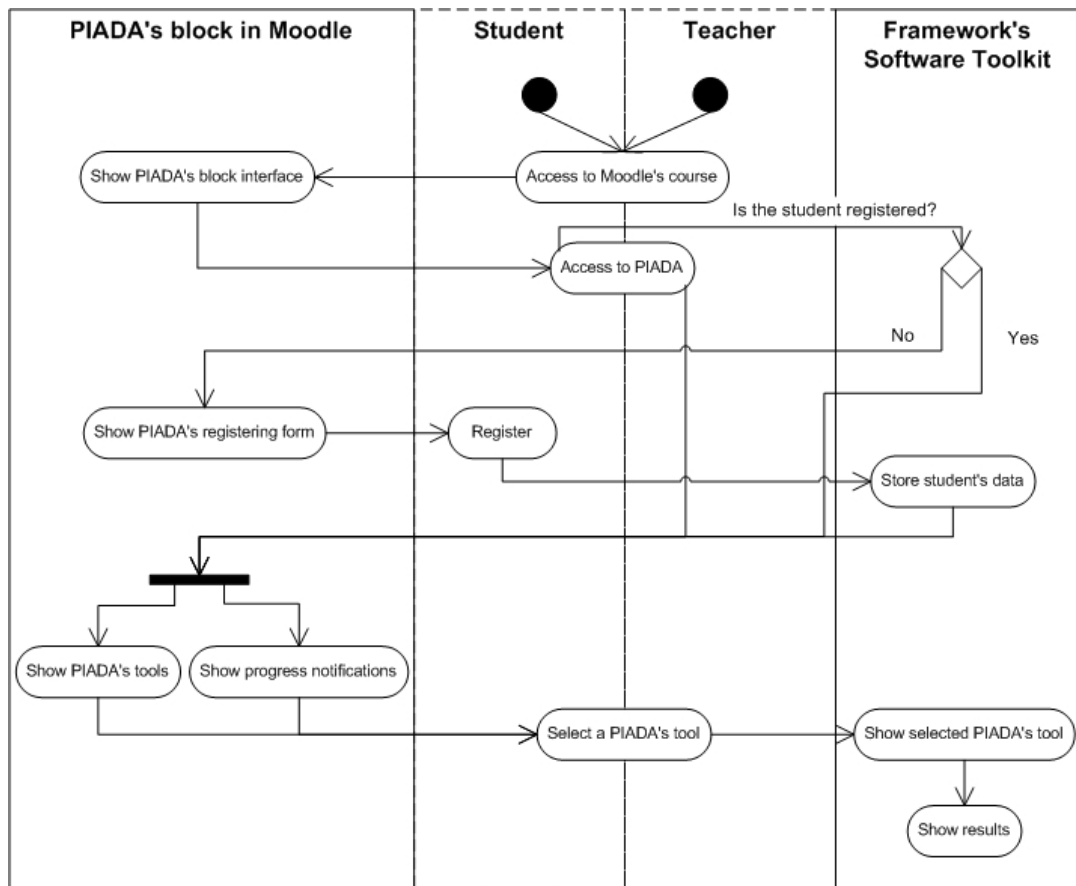 PIADA's block in Moodle
Student
Teacher
Framework's
Software Toolkit
Show PIADA's block interface
Access to Moodle's course
Is the student registered?
Access to PIADA
No
Yes
Show PIADA's registering form
Register
Store student's data
Show PIADA's tools
Show progress notifications
Select a PIADA's tool
Show selected PIADA's tool
Show results